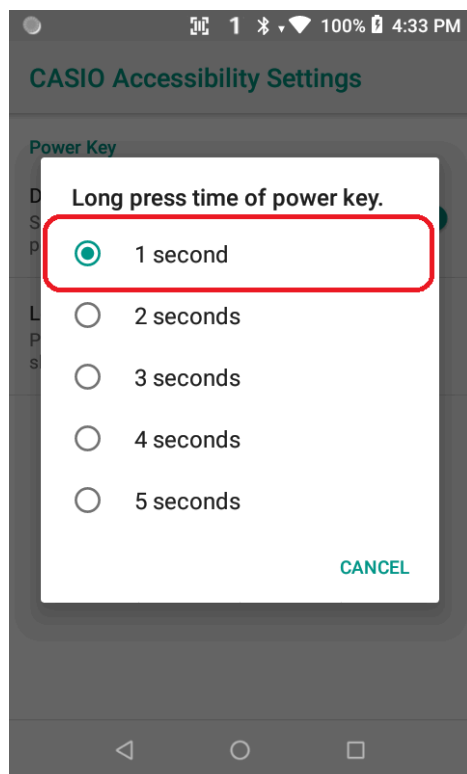 1 100% 4:33 PM
CASIO Accessibility Settings
Power Key
Long press time of power key.
1 second
2 seconds
3 seconds
4 seconds
5 seconds
CANCEL